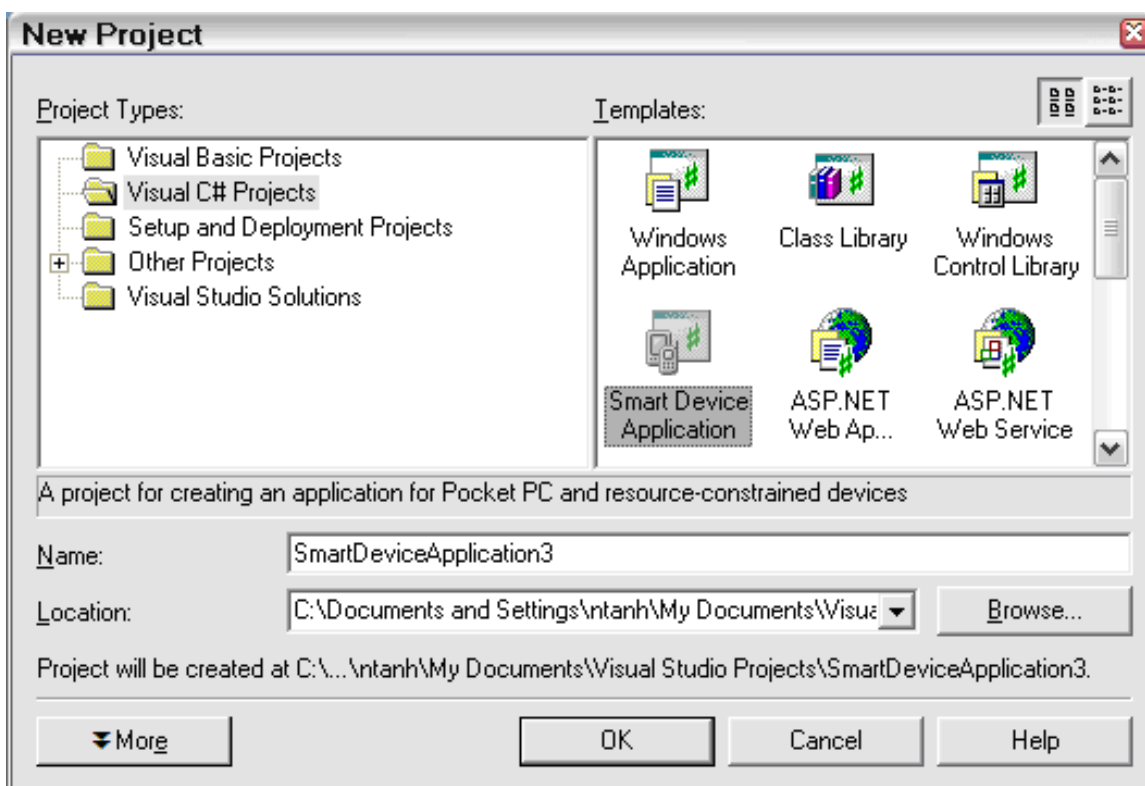 New Project
Project Types:
Templates:
Visual Basic Projects
Visual C# Projects
Setup and Deployment Projects
Other Projects
Visual Studio Solutions
Windows
Application
Class Library
Windows
Control Library
Smart Device
Application
ASP.NET
Web Ap...
ASP.NET
Web Service
A project for creating an application for Pocket PC and resource-constrained devices
Name:
SmartDeviceApplication3
Location:
C:\Documents and Settings\ntanh\My Documents\Visua
Browse...
Project will be created at C:\...\ntanh\My Documents\Visual Studio Projects\SmartDeviceApplication3.
More
OK
Cancel
Help